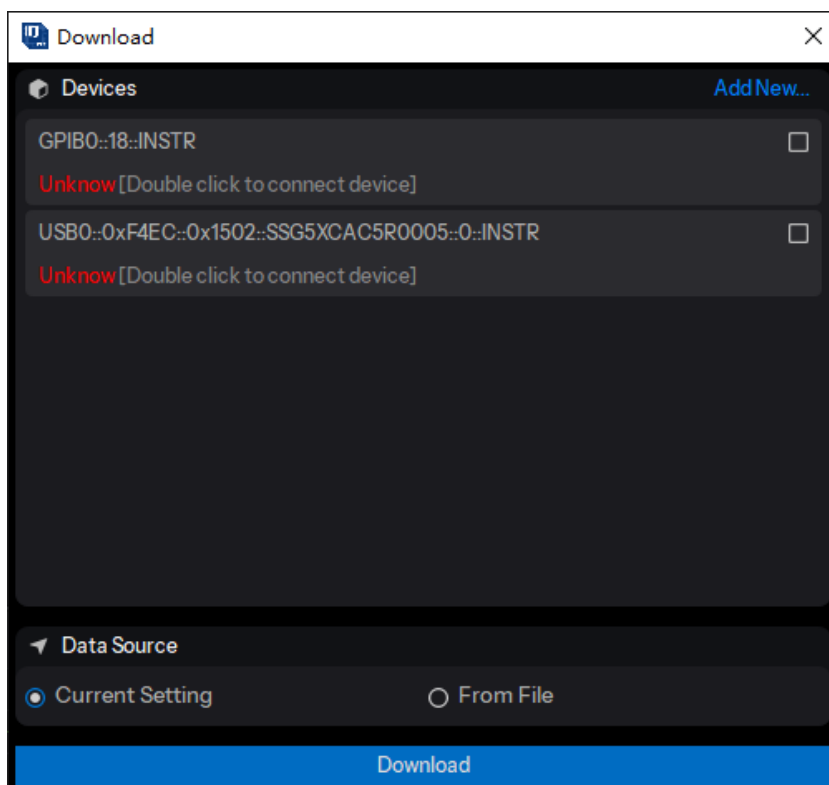 Download
Devices
Add New...
GPIB0::18::INSTR
Unknow [Double click to connect device]
USB0::0xF4EC::0x1502::SSG5XCAC5R0005::0::INSTR
Unknow [Double click to connect device]
Data Source
Current Setting
From File
Download